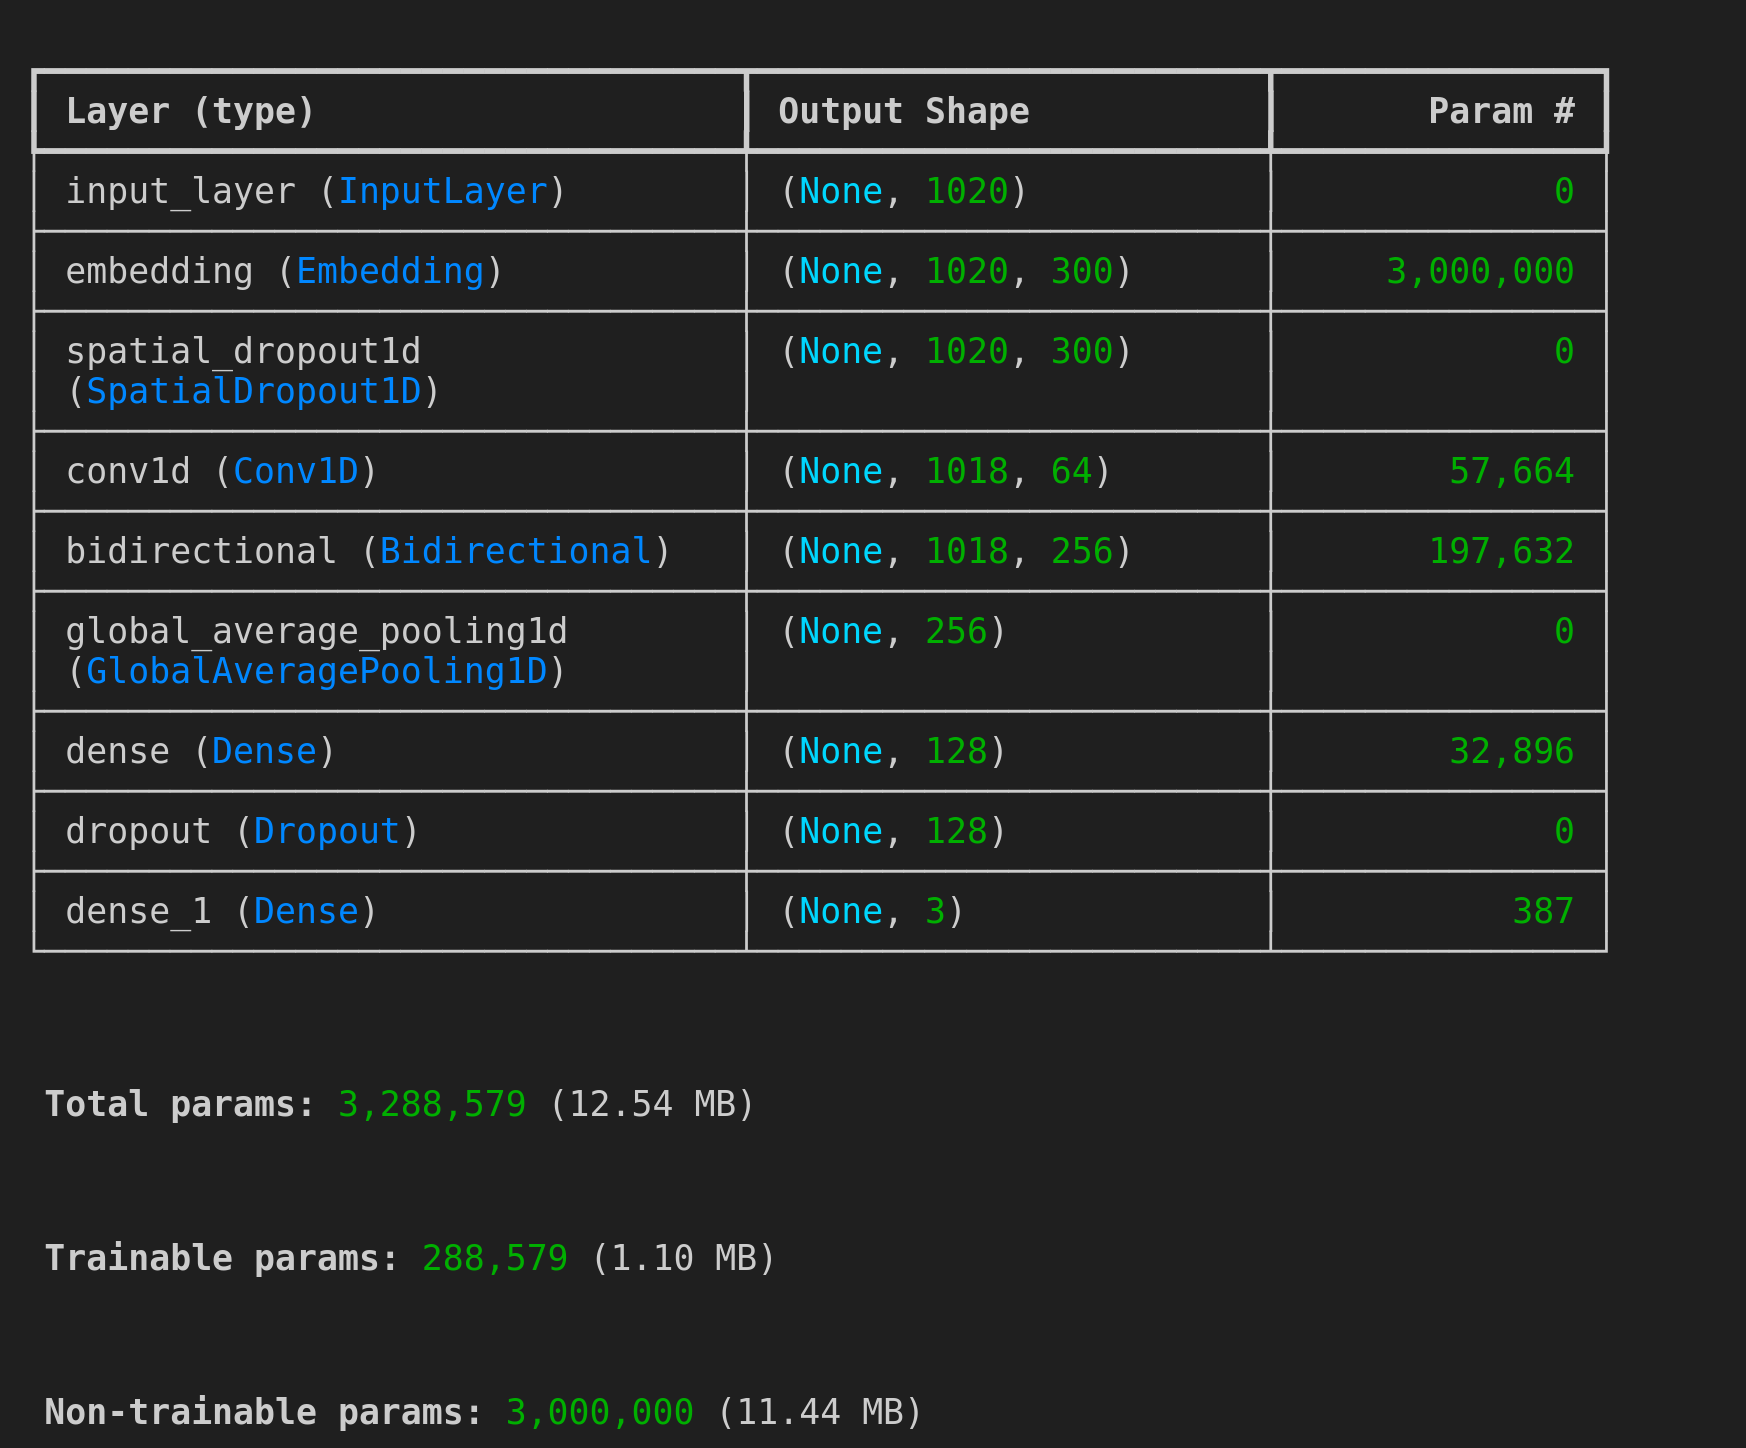 Layer (type) Output Shape Param #
input_layer (InputLayer) (None, 1020) 0
embedding (Embedding) (None, 1020, 300) 3,000,000
spatial_dropout1d (None, 1020, 300) 0
(SpatialDropout1D)
conv1d (Conv1D) (None, 1018, 64) 57,664
bidirectional (Bidirectional) (None, 1018, 256) 197,632
global_average_pooling1d (None, 256) 0
(GlobalAveragePooling1D)
dense (Dense) (None, 128) 32,896
dropout (Dropout) (None, 128) 0
dense_1 (Dense) (None, 3) 387
Total params: 3,288,579 (12.54 MB)
Trainable params: 288,579 (1.10 MB)
Non-trainable params: 3,000,000 (11.44 MB)